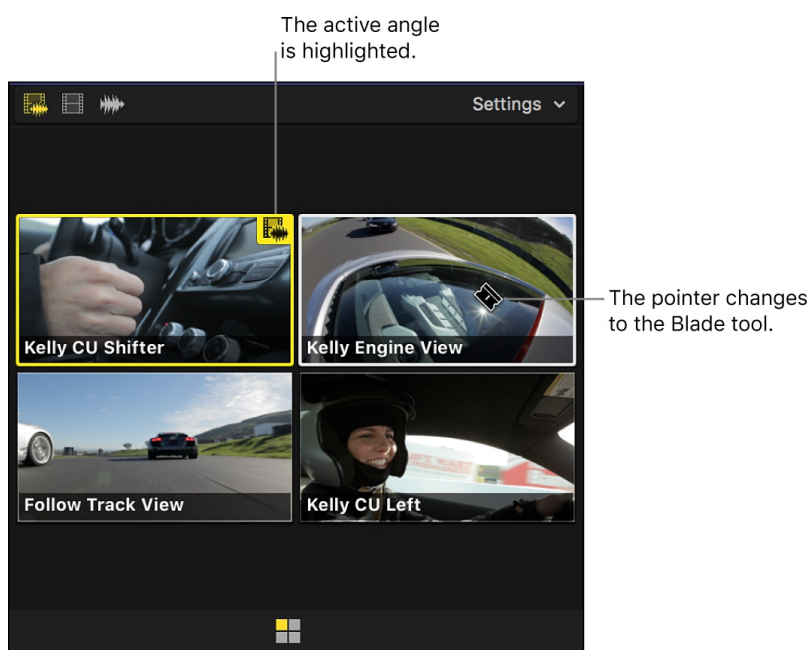 The active angle
is highlighted.
Settings
Kelly CU Shifter
Kelly Engine View
The pointer changes
to the Blade tool.
Follow Track View
Kelly CU Left